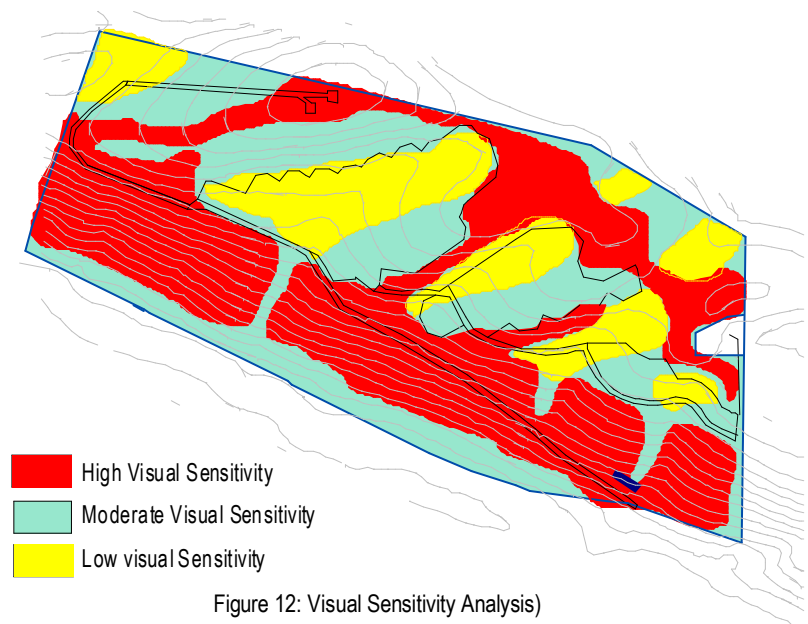 High Visual Sensitivity
Moderate Visual Sensitivity
Low visual Sensitivity
Figure 12: Visual Sensitivity Analysis)